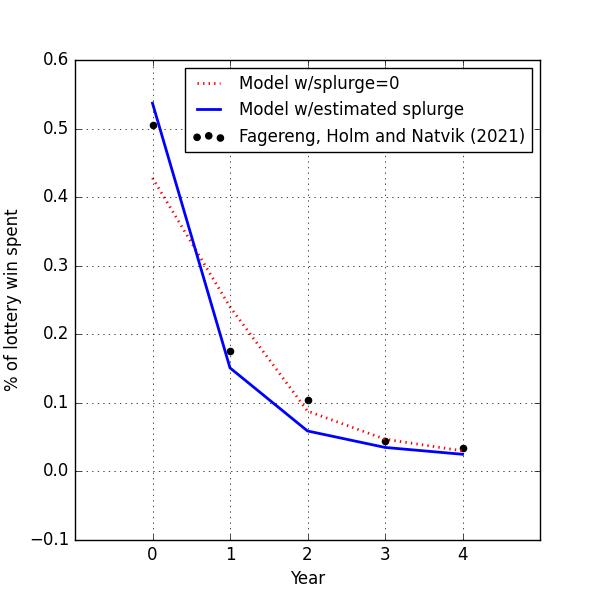 0.6
0.5
0.4
0.3
0.2
0.1
0.0
−0.1
% of lottery win spent
Model w/splurge=0
Model w/estimated splurge
Fagereng, Holm and Natvik (2021)
0 1 2 3 4
Year